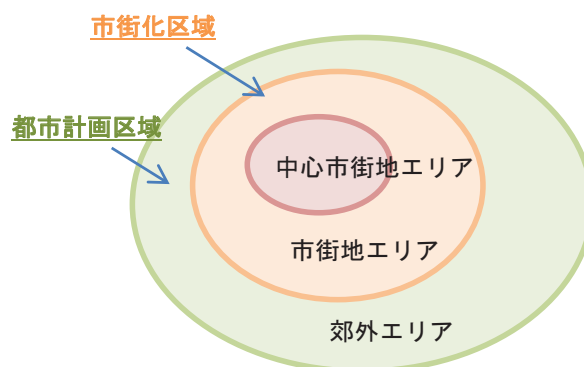 市街化区域
都市計画区域
中心市街地エリア
市街地エリア
郊外エリア